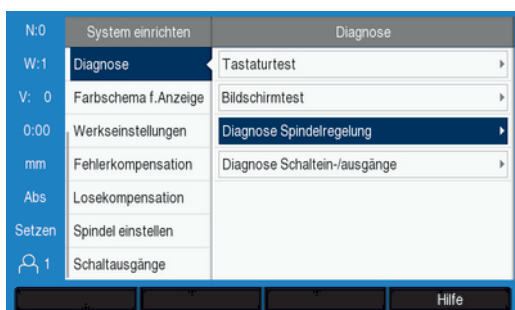 N:0
System einrichten
Diagnose
W:1
Diagnose
Tastaturtest
V: 0
Farbschema f.Anzeige
Bildschirmtest
0:00
Werkseinstellungen
Diagnose Spindelregelung
mm
Fehlerkompensation
Diagnose Schaltein-/ausgänge
Abs
Losekompensation
Setzen
Spindel einstellen
1
Schaltausgänge
Hilfe